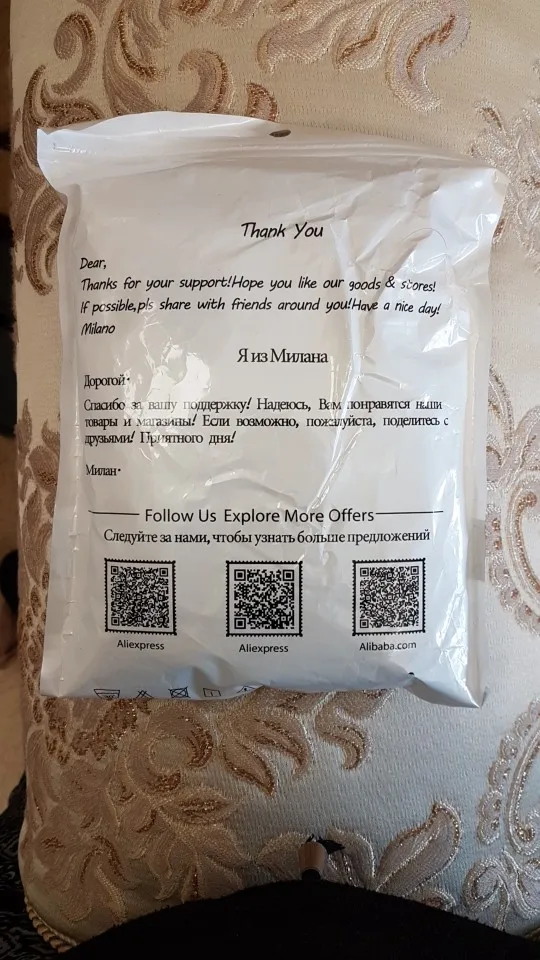 Thank You
Dear,
Thanks for your support!Hope you like our goods & stores!
If possible,pls share with friends around you!Have a nice day!
Milano
Я из Милана
Дорогой·
Спасибо за вашу поддержку! Надеюсь, Вам понравятся наши
товары и магазины! Если возможно, пожалуйста, поделитесь с
друзьями! Приятного дня!
Милан·
Follow Us Explore More Offers
Следуйте за нами, чтобы узнать больше предложений
Aliexpress
Aliexpress
Alibaba.com